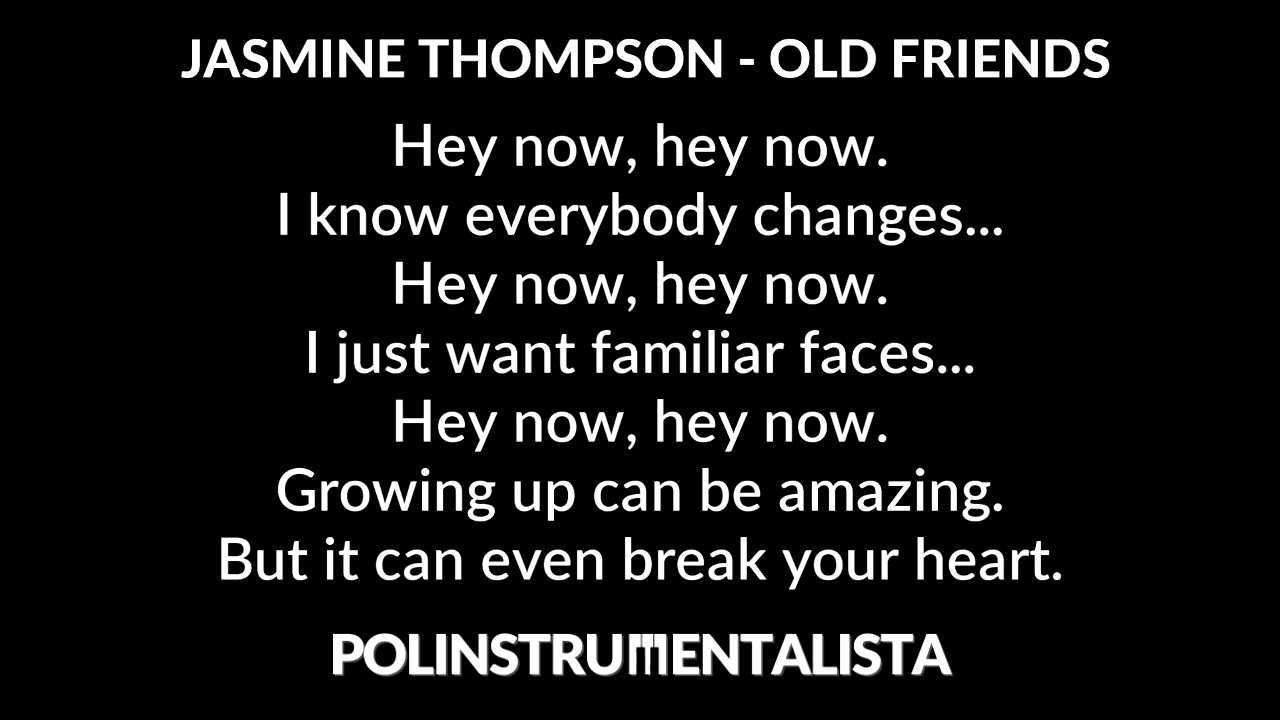 JASMINE THOMPSON - OLD FRIENDS
Hey now, hey now.
I know everybody changes...
Hey now, hey now.
I just want familiar faces...
Hey now, hey now.
Growing up can be amazing.
But it can even break your heart.
POLINSTRUMENTALISTA